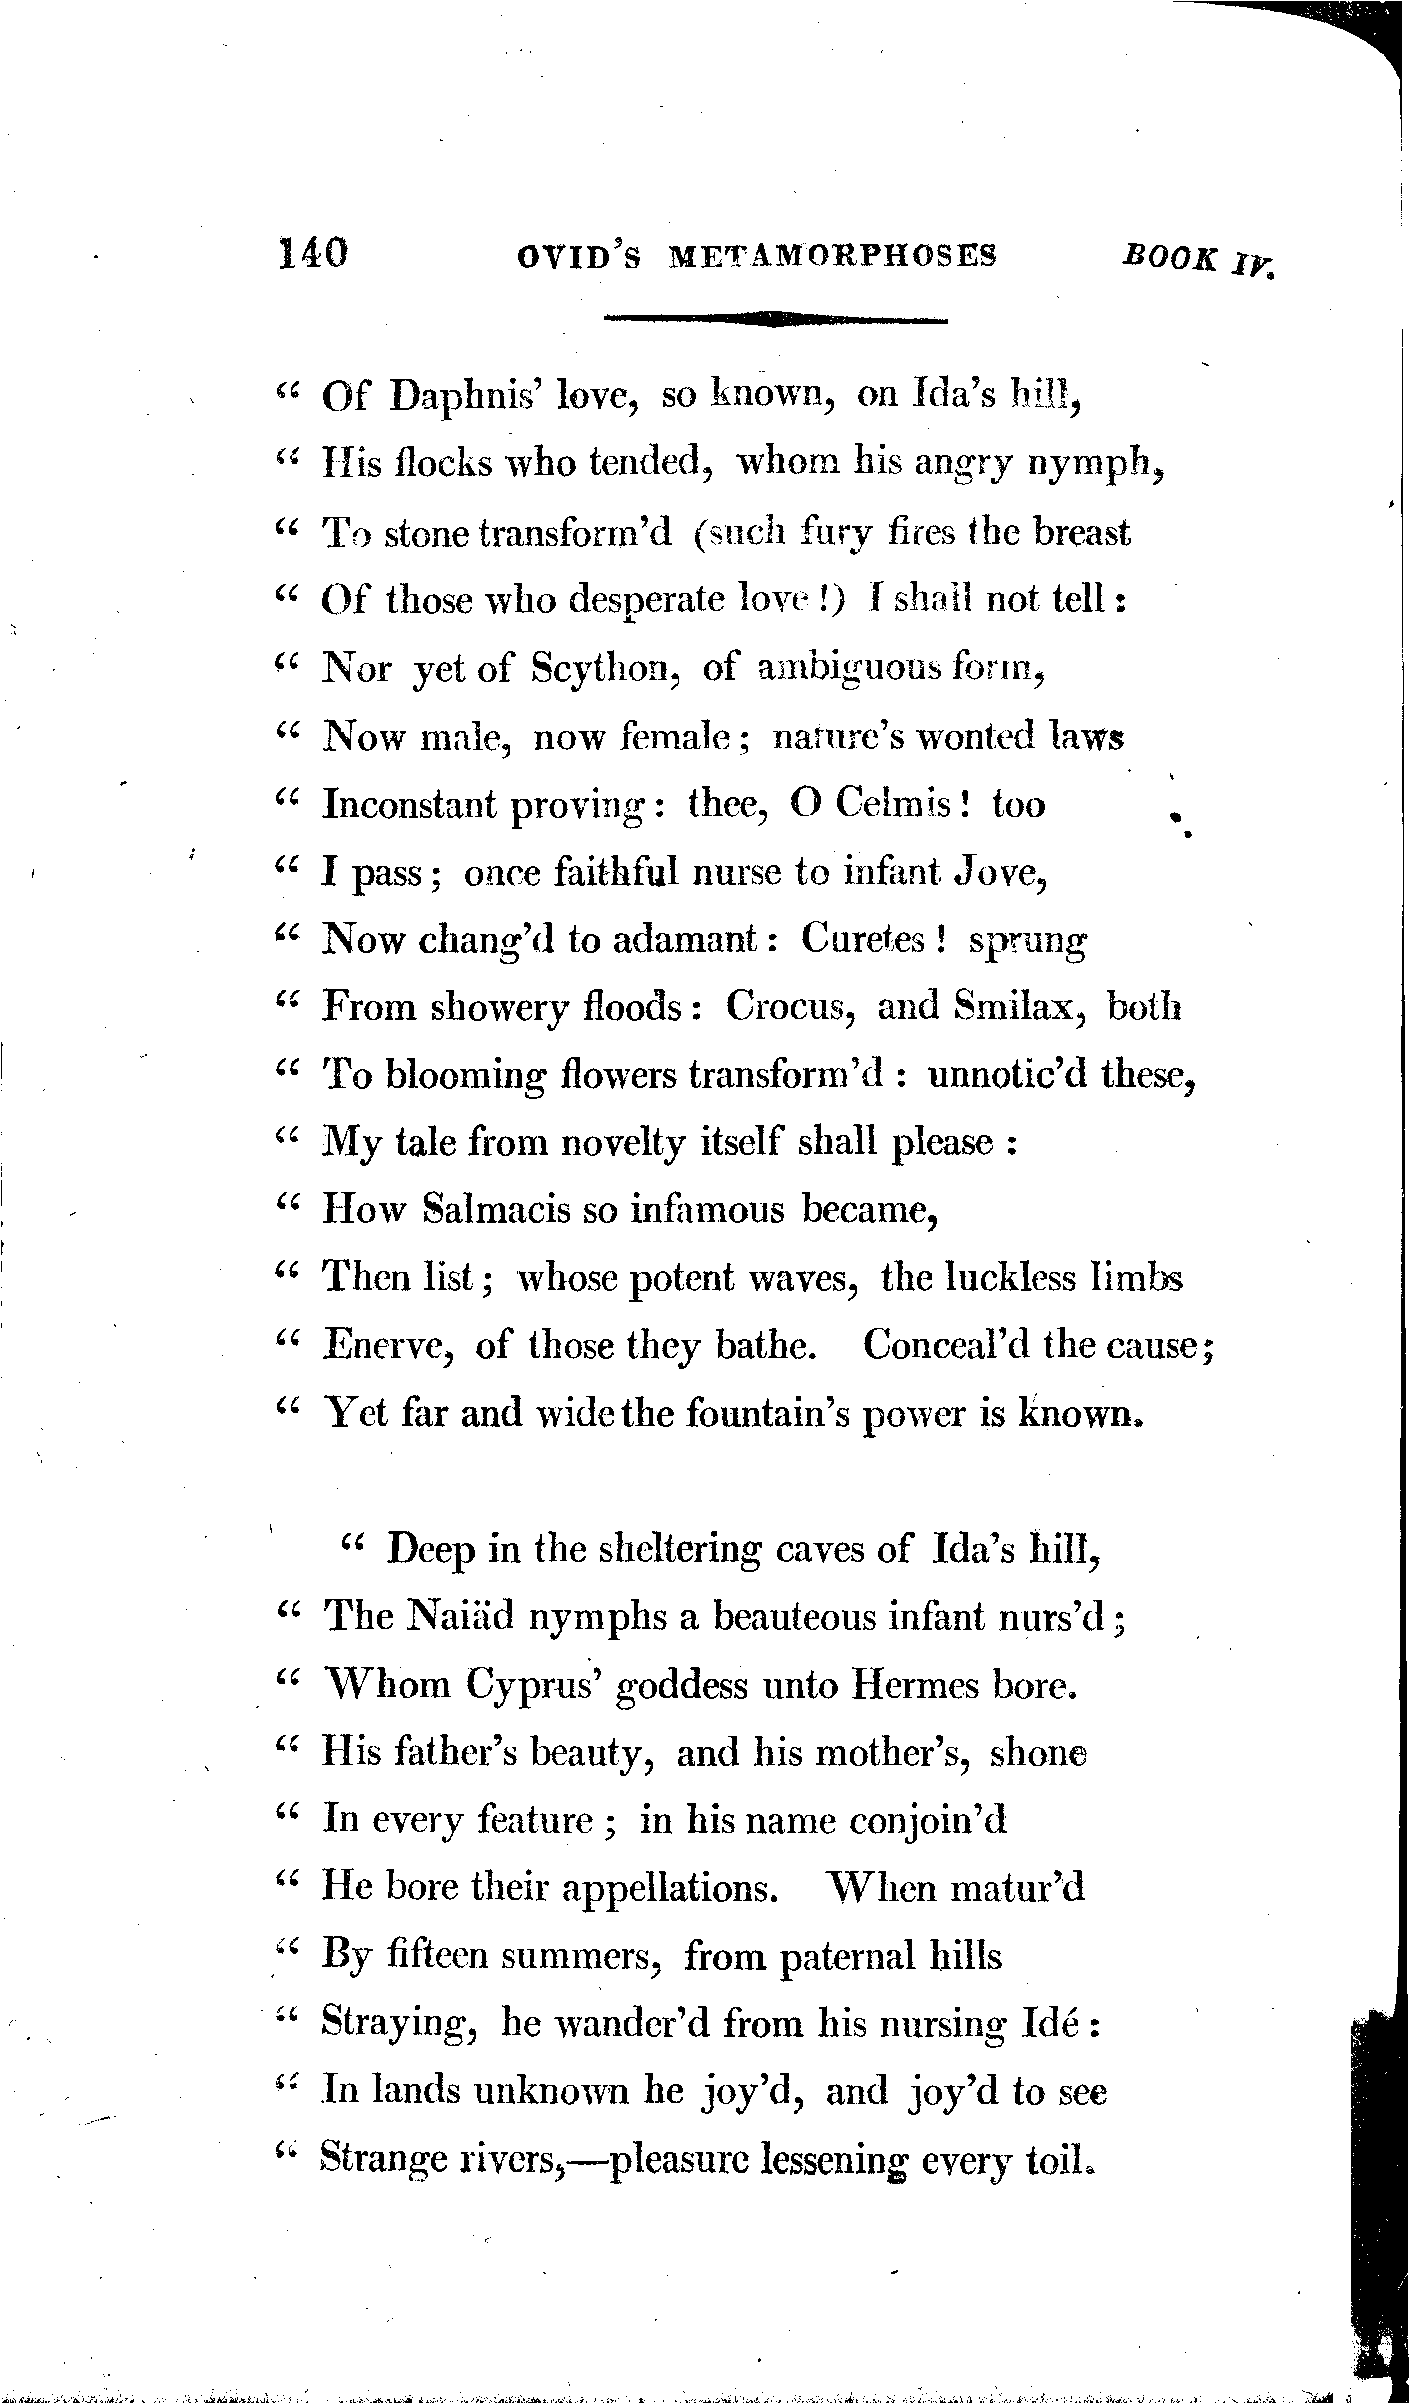 140 OVID'S METAMORPHOSES BOOK IV.
“ Of Daphnis' love, so known, on Ida's hill,
“ His flocks who tended, whom his angry nymph,
“ To stone transform'd (such fury fires the breast
“ Of those who desperate love!) I shall not tell:
“ Nor yet of Scython, of ambiguous form,
“ Now male, now female; nature's wonted laws
“ Inconstant proving: thee, O Celmis! too
“ I pass; once faithful nurse to infant Jove,
“ Now chang'd to adamant: Curetes! sprung
“ From showery floods: Crocus, and Smilax, both
“ To blooming flowers transform'd: unnotic'd these,
“ My tale from novelty itself shall please:
“ How Salmacis so infamous became,
“ Then list; whose potent waves, the luckless limbs
“ Enerve, of those they bathe. Conceal'd the cause;
“ Yet far and wide the fountain's power is known.
“ Deep in the sheltering caves of Ida's hill,
“ The Naiäd nymphs a beauteous infant nurs'd;
“ Whom Cyprus' goddess unto Hermes bore.
“ His father's beauty, and his mother's, shone
“ In every feature; in his name conjoin'd
“ He bore their appellations. When matur'd
“ By fifteen summers, from paternal hills
“ Straying, he wander'd from his nursing Idé:
“ In lands unknown he joy'd, and joy'd to see
“ Strange rivers,—pleasure lessening every toil.